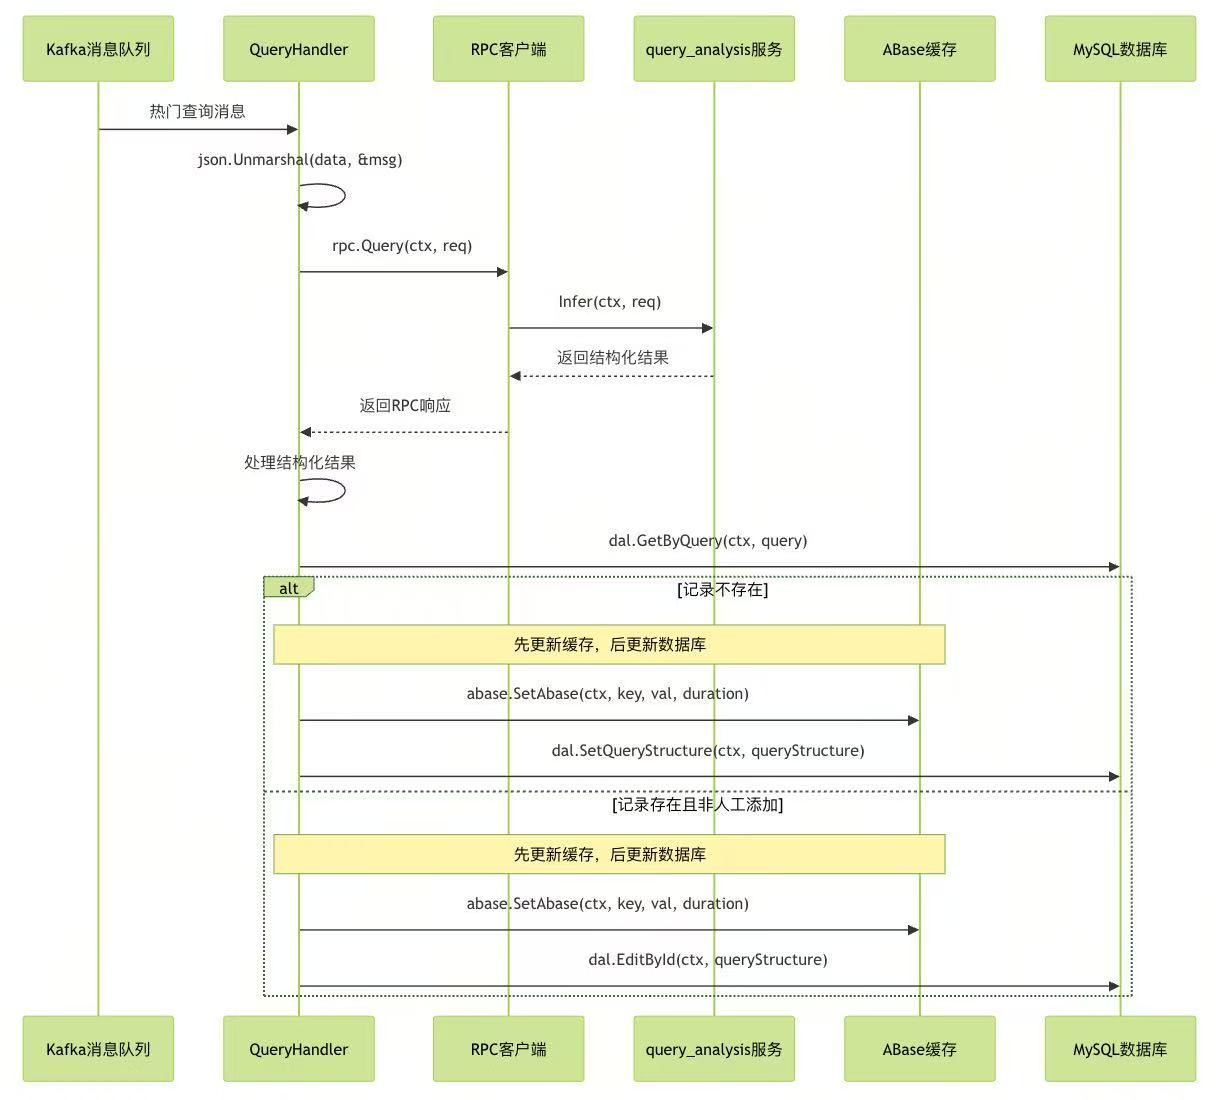 Kafka消息队列
QueryHandler
RPC客户端
query_analysis服务
ABase缓存
MySQL数据库
热门查询消息
json.Unmarshal(data, &msg)
rpc.Query(ctx, req)
Infer(ctx, req)
返回结构化结果
返回RPC响应
处理结构化结果
dal.GetByQuery(ctx, query)
alt
[记录不存在]
先更新缓存，后更新数据库
abase.SetAbase(ctx, key, val, duration)
dal.SetQueryStructure(ctx, queryStructure)
[记录存在且非人工添加]
先更新缓存，后更新数据库
abase.SetAbase(ctx, key, val, duration)
dal.EditById(ctx, queryStructure)
Kafka消息队列
QueryHandler
RPC客户端
query_analysis服务
ABase缓存
MySQL数据库